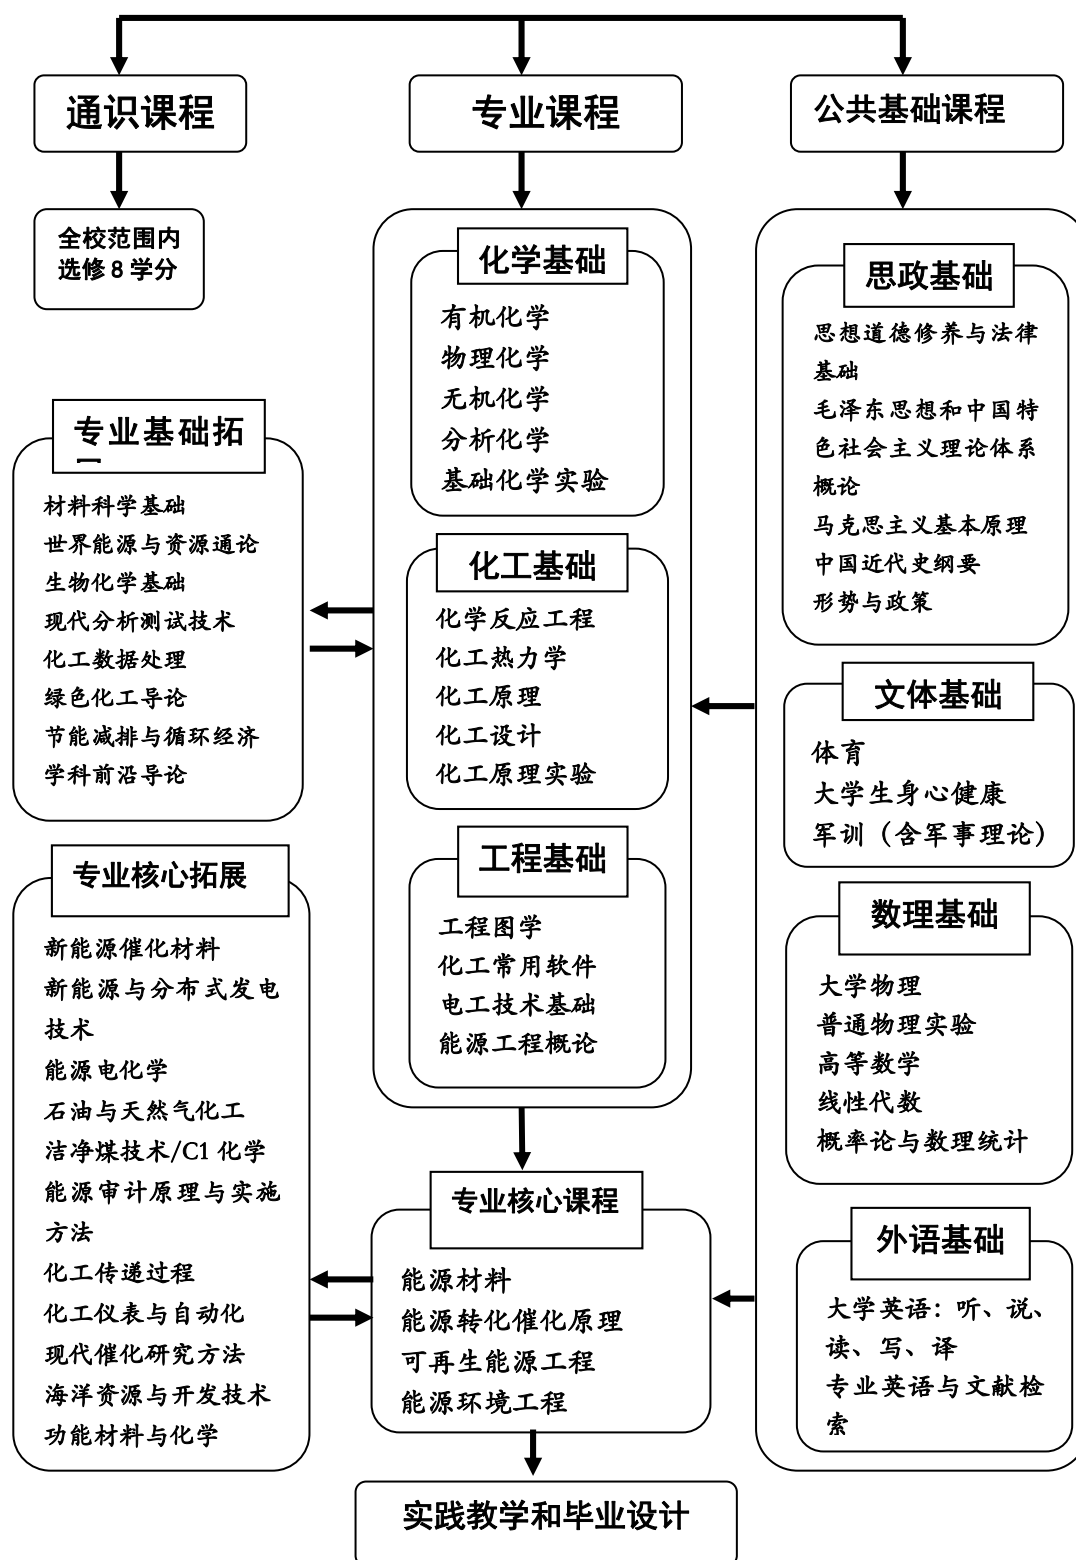 通识课程
专业课程
公共基础课程
全校范围内
选修 8 学分
化学基础
有机化学
物理化学
无机化学
分析化学
基础化学实验
化工基础
化学反应工程
化工热力学
化工原理
化工设计
化工原理实验
工程基础
工程图学
化工常用软件
电工技术基础
能源工程概论
思政基础
思想道德修养与法律
基础
毛泽东思想和中国特
色社会主义理论体系
概论
马克思主义基本原理
中国近代史纲要
形势与政策
文体基础
体育
大学生身心健康
军训（含军事理论）
数理基础
大学物理
普通物理实验
高等数学
线性代数
概率论与数理统计
外语基础
大学英语：听、说、
读、写、译
专业英语与文献检
索
专业基础拓
材料科学基础
世界能源与资源通论
生物化学基础
现代分析测试技术
化工数据处理
绿色化工导论
节能减排与循环经济
学科前沿导论
专业核心拓展
新能源催化材料
新能源与分布式发电
技术
能源电化学
石油与天然气化工
洁净煤技术/C1 化学
能源审计原理与实施
方法
化工传递过程
化工仪表与自动化
现代催化研究方法
海洋资源与开发技术
功能材料与化学
专业核心课程
能源材料
能源转化催化原理
可再生能源工程
能源环境工程
实践教学和毕业设计